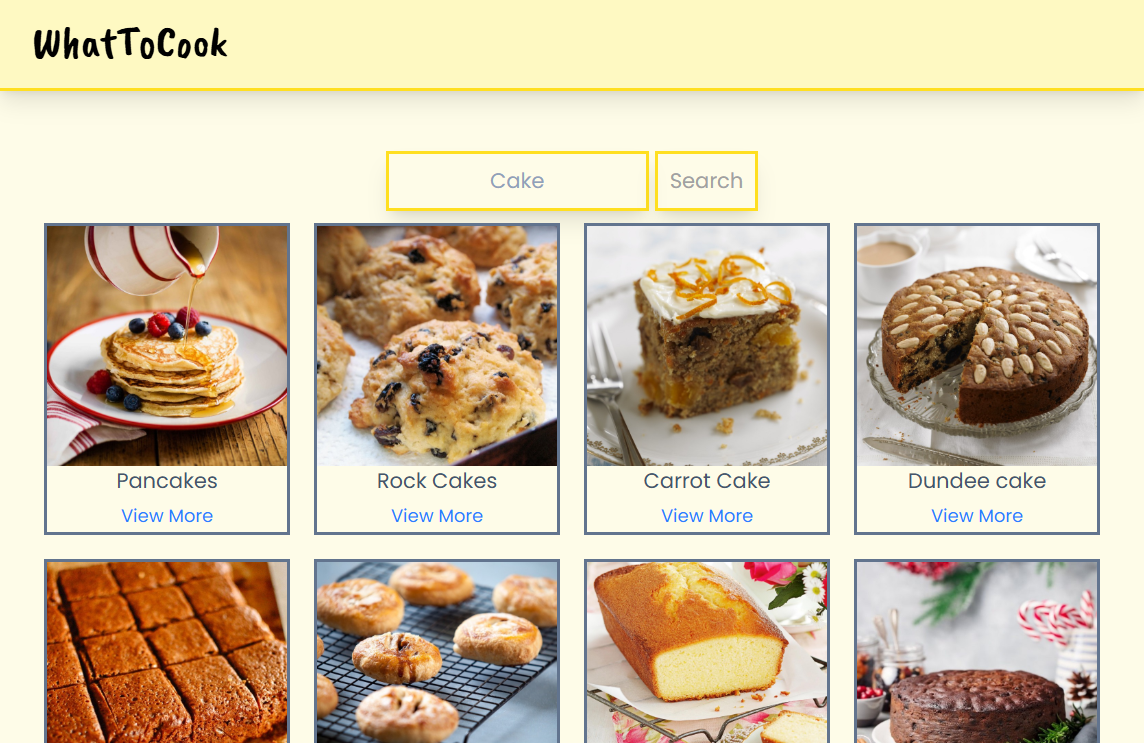 WhatToCook
Cake Search
Pancakes Rock Cakes Carrot Cake Dundee cake
View More View More View More View More